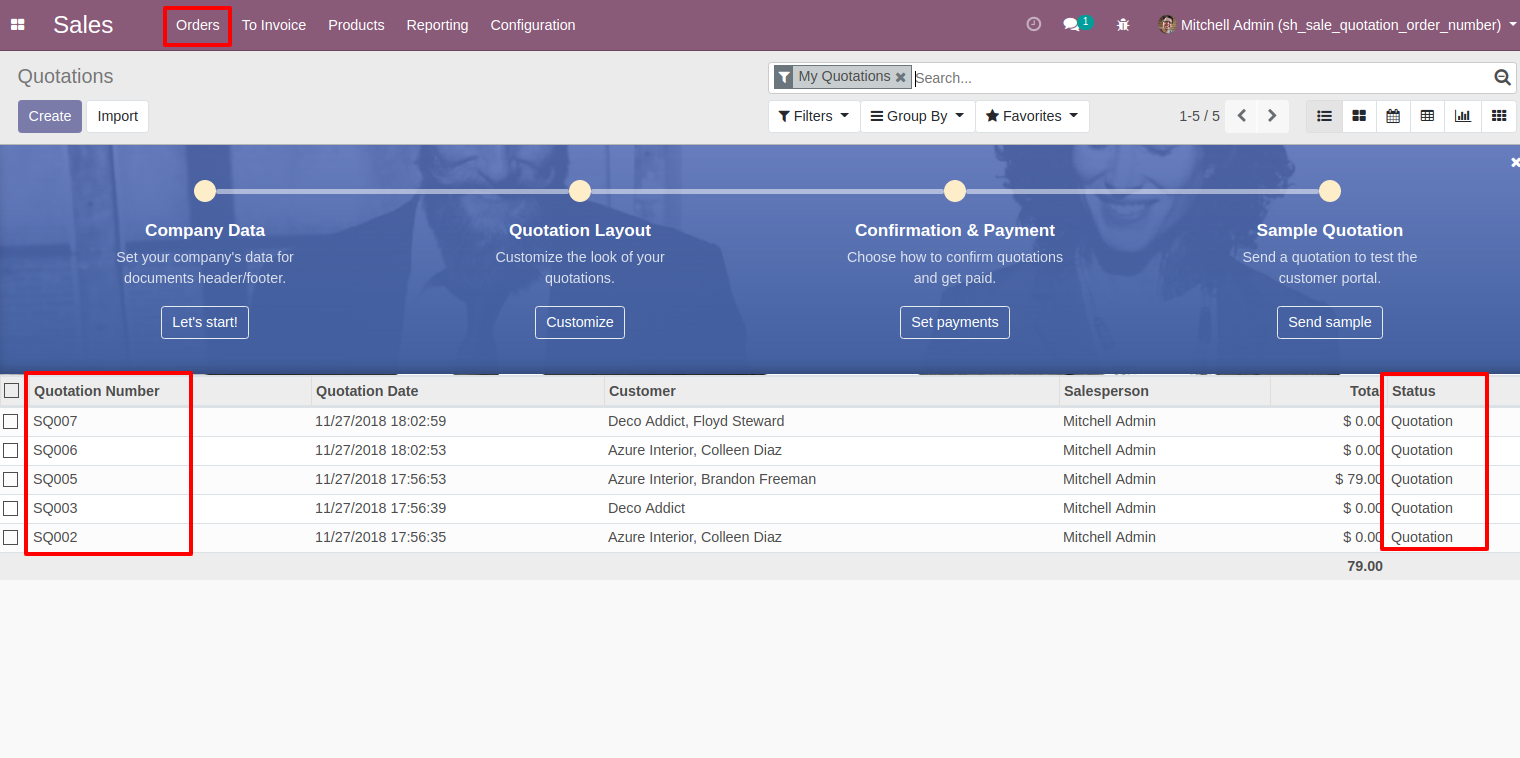 Sales Orders To Invoice Products Reporting Configuration 1 Mitchell Admin (sh_sale_quotation_order_number)
Quotations My Quotations Search...
Create Import Filters Group By Favorites 1-5 / 5
Company Data Quotation Layout Confirmation & Payment Sample Quotation
Set your company's data for Customize the look of your Choose how to confirm quotations Send a quotation to test the
documents header/footer. quotations. and get paid. customer portal.
Let's start! Customize Set payments Send sample
Quotation Number Quotation Date Customer Salesperson Tota Status
SQ007 11/27/2018 18:02:59 Deco Addict, Floyd Steward Mitchell Admin $ 0.00 Quotation
SQ006 11/27/2018 18:02:53 Azure Interior, Colleen Diaz Mitchell Admin $ 0.00 Quotation
SQ005 11/27/2018 17:56:53 Azure Interior, Brandon Freeman Mitchell Admin $ 79.00 Quotation
SQ003 11/27/2018 17:56:39 Deco Addict Mitchell Admin $ 0.00 Quotation
SQ002 11/27/2018 17:56:35 Azure Interior, Colleen Diaz Mitchell Admin $ 0.00 Quotation
79.00